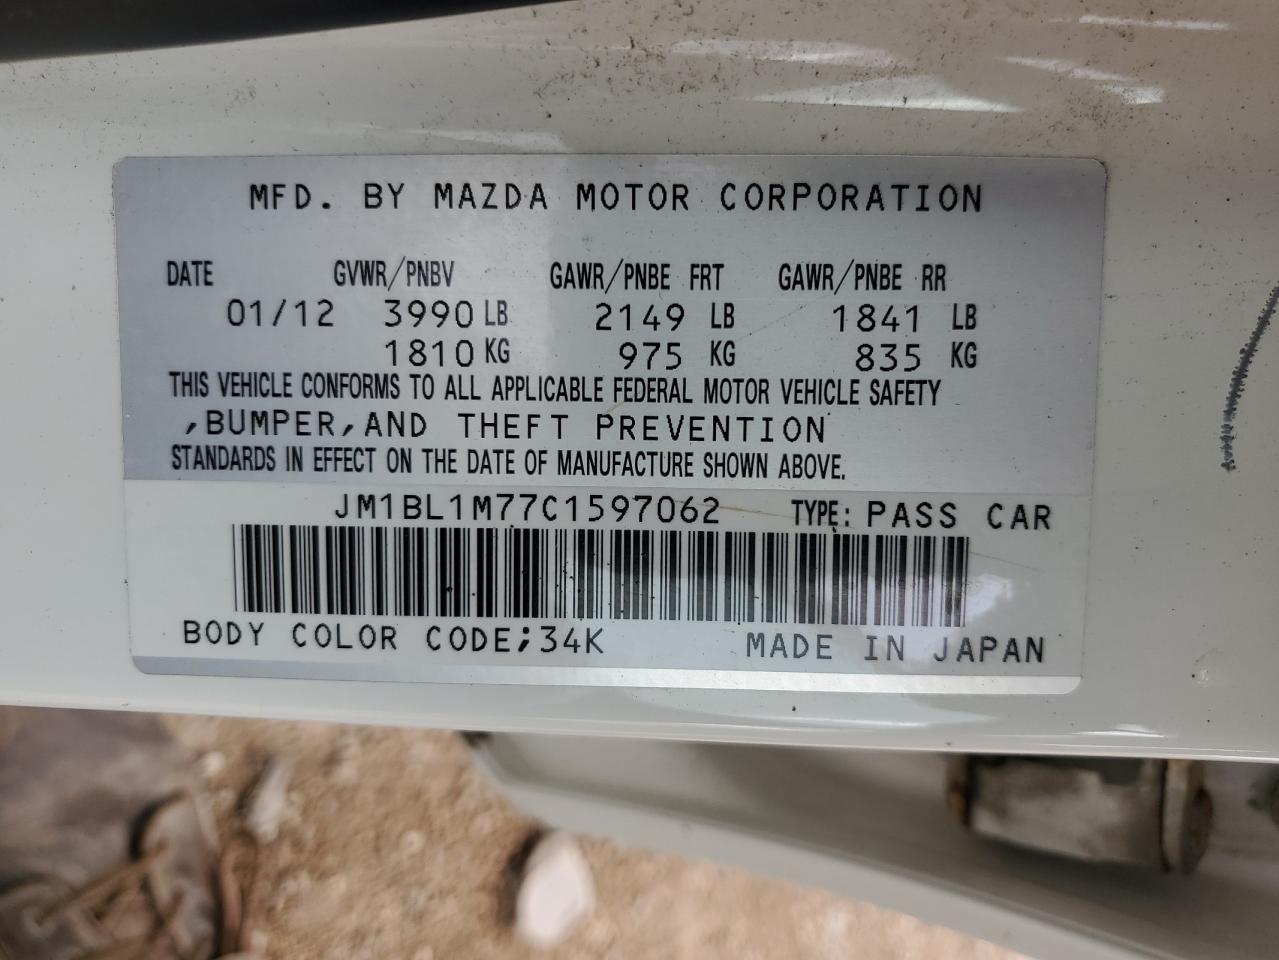 MFD. BY MAZDA MOTOR CORPORATION
DATE GVWR/PNBV GAWR/PNBE FRT GAWR/PNBE RR
01/12 3990 LB 2149 LB 1841 LB
1810 KG 975 KG 835 KG
THIS VEHICLE CONFORMS TO ALL APPLICABLE FEDERAL MOTOR VEHICLE SAFETY
,BUMPER,AND THEFT PREVENTION
STANDARDS IN EFFECT ON THE DATE OF MANUFACTURE SHOWN ABOVE.
JM1BL1M77C1597062 TYPE: PASS CAR
BODY COLOR CODE;34K MADE IN JAPAN